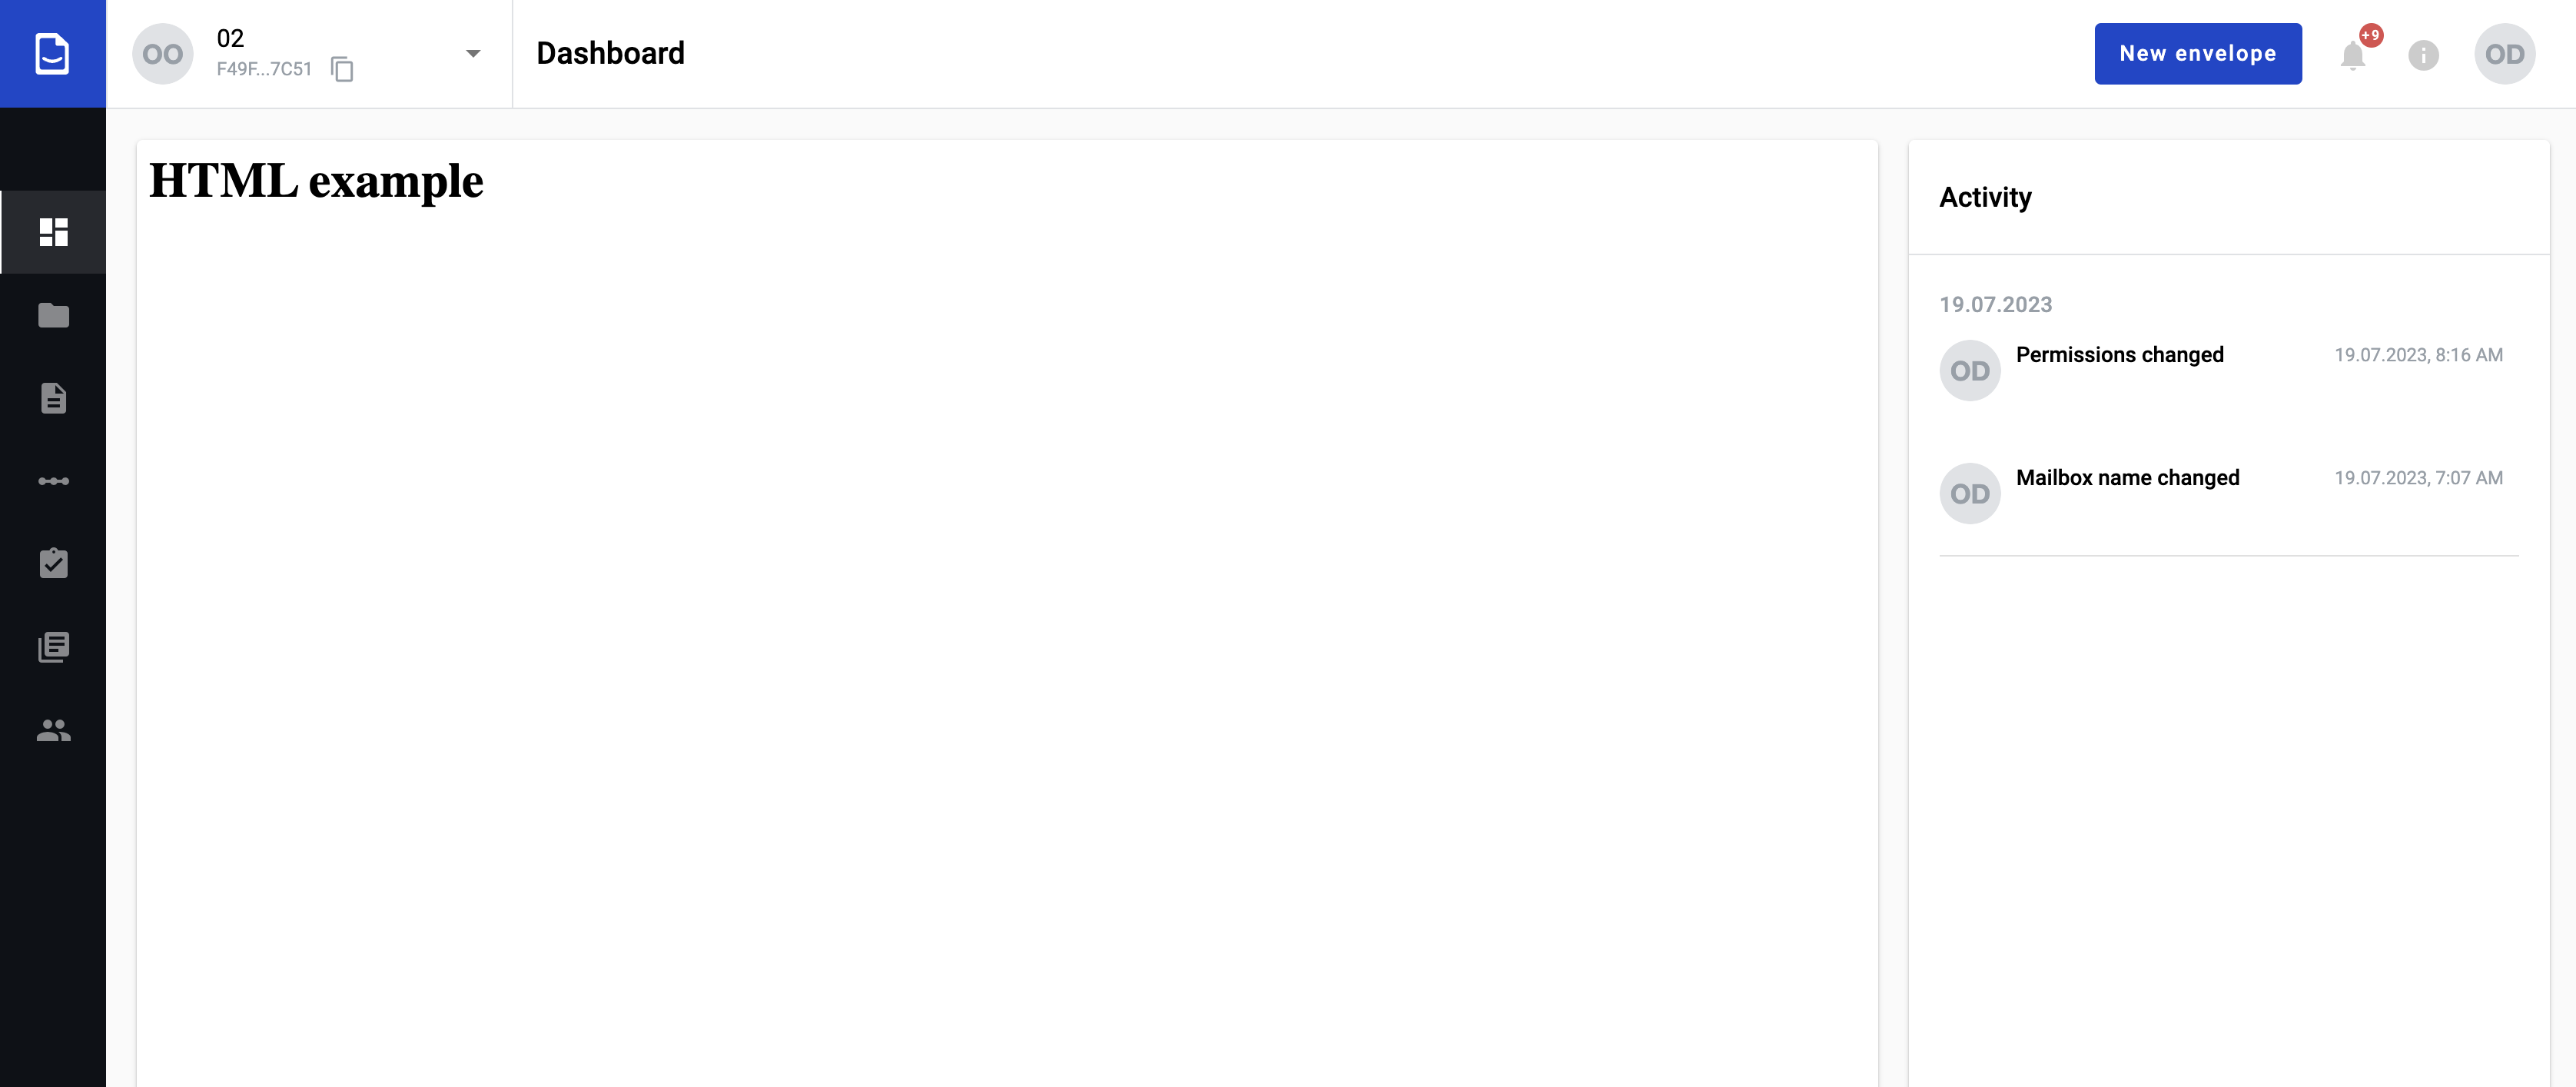 OO
02
F49F...7C51
Dashboard
New envelope
+9
OD
HTML example
Activity
19.07.2023
OD
Permissions changed
19.07.2023, 8:16 AM
OD
Mailbox name changed
19.07.2023, 7:07 AM